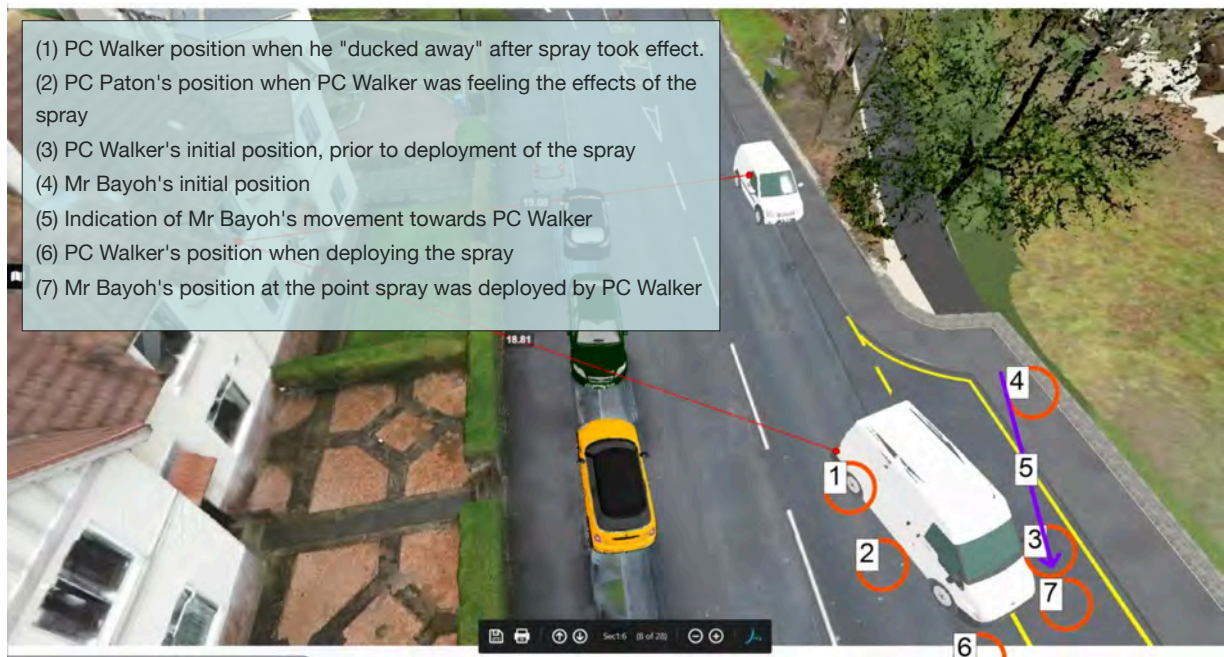 (1) PC Walker position when he "ducked away" after spray took effect.
(2) PC Paton's position when PC Walker was feeling the effects of the
spray
(3) PC Walker's initial position, prior to deployment of the spray
(4) Mr Bayoh's initial position
(5) Indication of Mr Bayoh's movement towards PC Walker
(6) PC Walker's position when deploying the spray
(7) Mr Bayoh's position at the point spray was deployed by PC Walker
19.08
18.81
4
5
1
3
2
7
6
Sect1:6 (8 of 28)